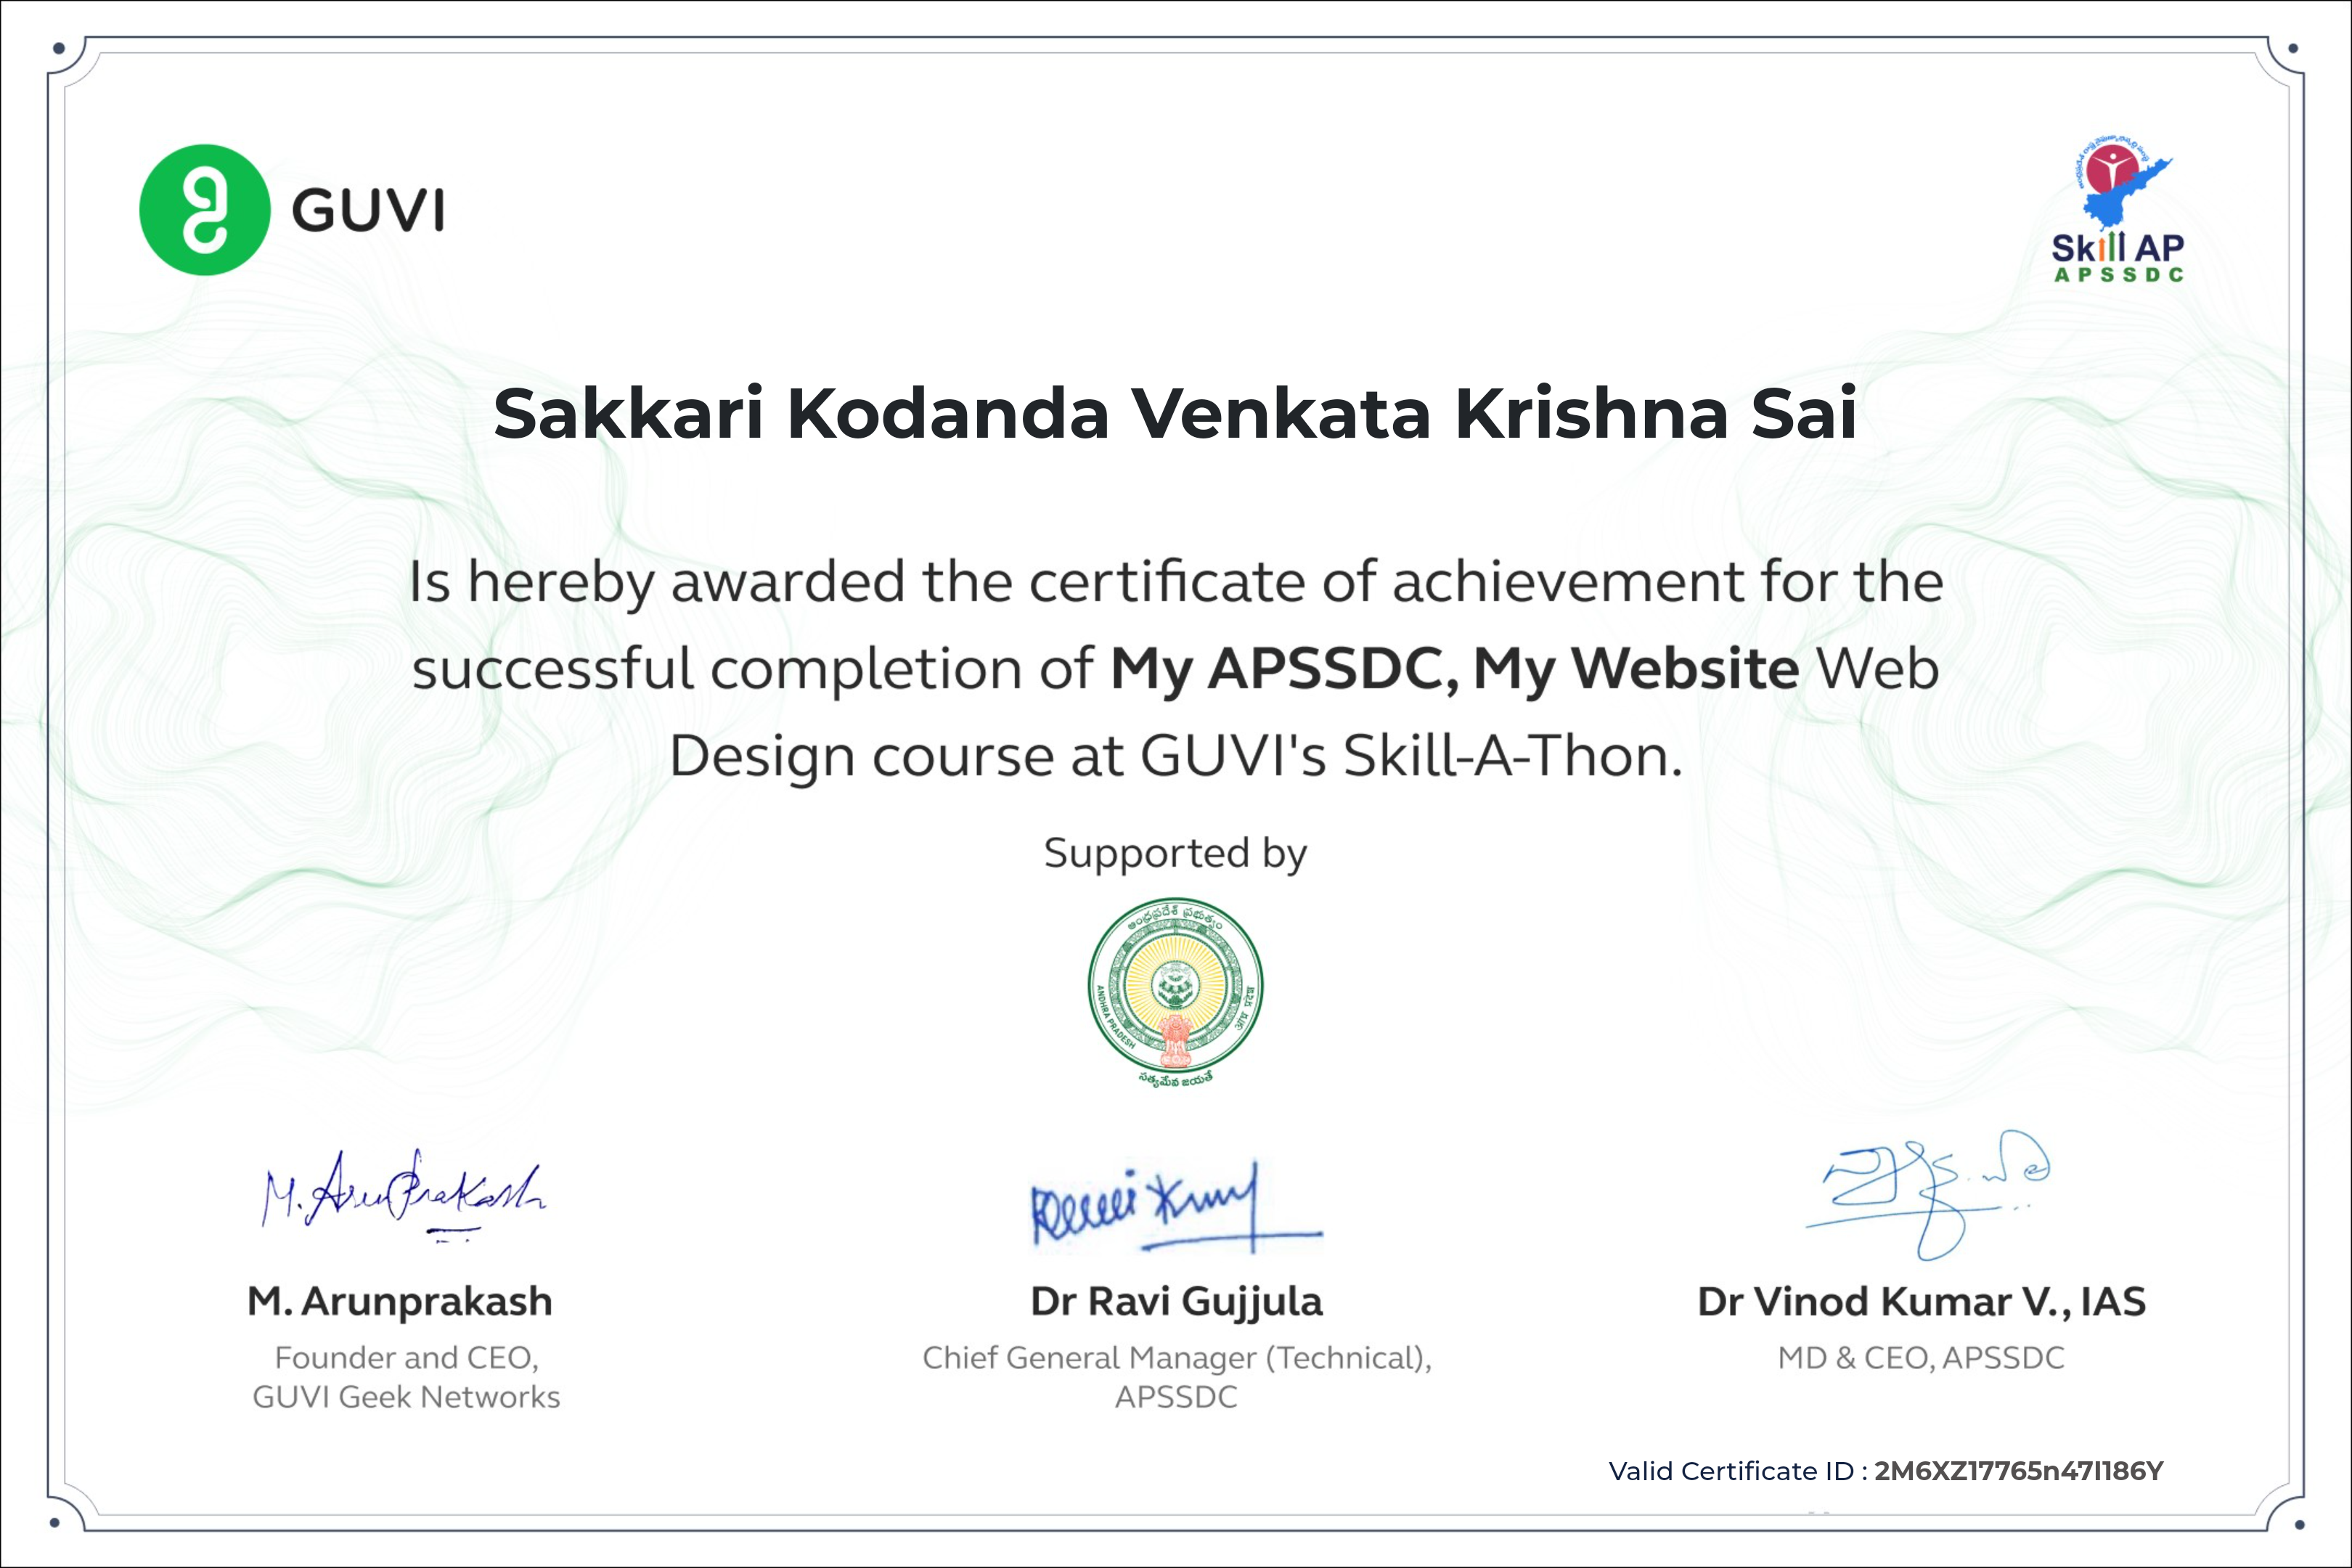 GUVI
ఆంధ్రప్రదేశ్ రాష్ట్ర నైపుణ్యాభివృద్ధి సంస్థ
Skill AP
APSSDC
Sakkari Kodanda Venkata Krishna Sai
Is hereby awarded the certificate of achievement for the
successful completion of My APSSDC, My Website Web
Design course at GUVI's Skill-A-Thon.
Supported by
ఆంధ్రప్రదేశ్ ప్రభుత్వం
ANDHRA PRADESH
आंध्र प्रदेश
సత్యమేవ జయతే
M. ArunPrakash
M. Arunprakash
Founder and CEO,
GUVI Geek Networks
Dr Ravi Gujjula
Chief General Manager (Technical),
APSSDC
Dr Vinod Kumar V., IAS
MD & CEO, APSSDC
Valid Certificate ID : 2M6XZ17765n47I186Y